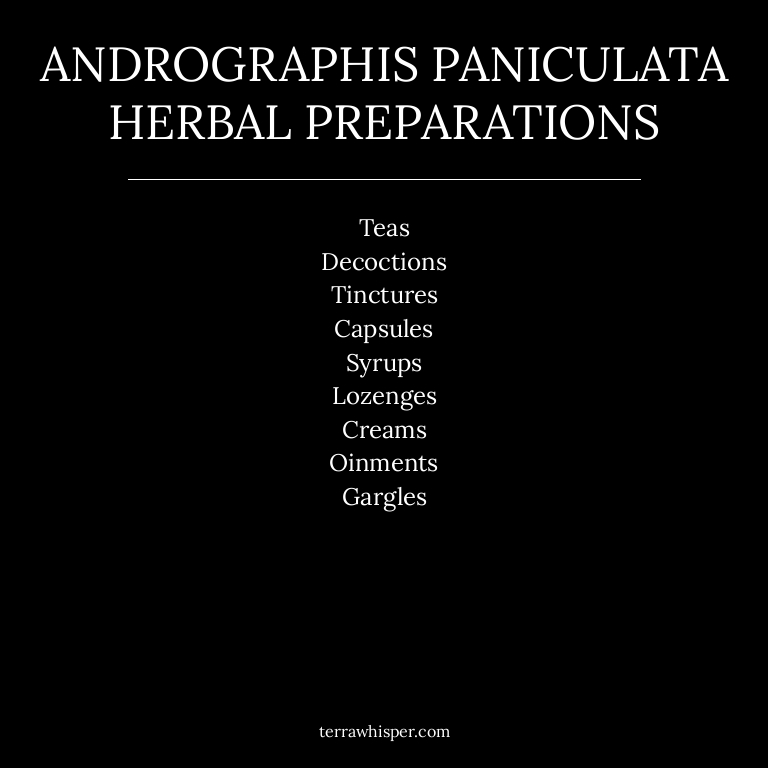 ANDROGRAPHIS PANICULATA
HERBAL PREPARATIONS
Teas
Decoctions
Tinctures
Capsules
Syrups
Lozenges
Creams
Oinments
Gargles
terrawhisper.com